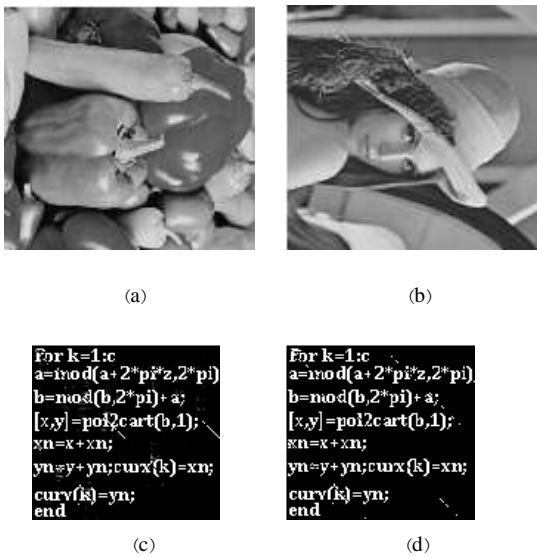 (a)
(b)
for k=1:c
a=mod(a+2*pi*z,2*pi)
b=mod(b,2*pi)+a;
[x,y]=pol2cart(b,1);
xn=x+xn;
yn=y+yn;curx(k)=xn;
curv(k)=yn;
end
for k=1:c
a=mod(a+2*pi*z,2*pi)
b=mod(b,2*pi)+a;
[x,y]=pol2cart(b,1);
xn=x+xn;
yn=y+yn;curx(k)=xn;
curv(k)=yn;
end
(c)
(d)